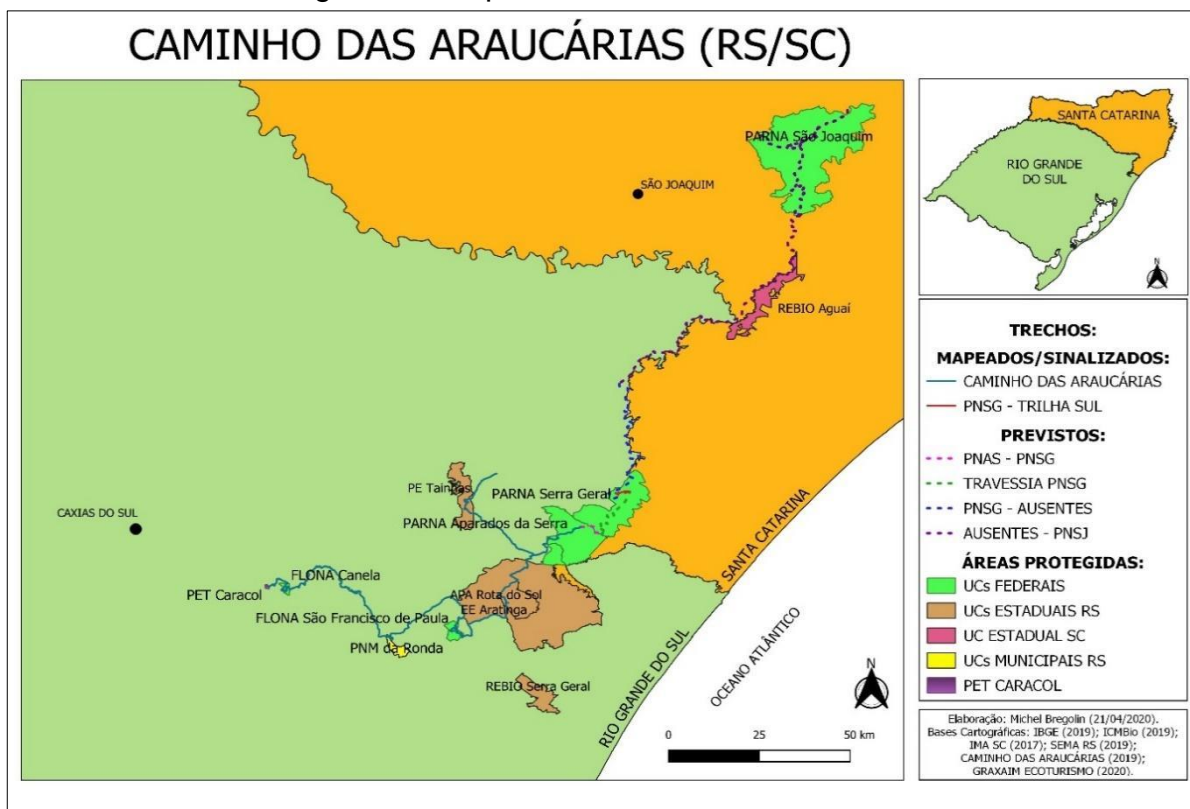 CAMINHO DAS ARAUCÁRIAS (RS/SC)
PARNA São Joaquim
SÃO JOAQUIM
REBIO Aguaí
PE Tainhas
PARNA Serra Geral
PARNA Aparados da Serra
CAXIAS DO SUL
FLONA Canela
PET Caracol
APA Rota do Sol
EE Aratinga
FLONA São Francisco de Paula
PNM da Ronda
REBIO Serra Geral
SANTA CATARINA
RIO GRANDE DO SUL
OCEANO ATLÂNTICO
N
0 25 50 km
SANTA CATARINA
RIO GRANDE
DO SUL
N
TRECHOS:
MAPEADOS/SINALIZADOS:
CAMINHO DAS ARAUCÁRIAS
PNSG - TRILHA SUL
PREVISTOS:
PNAS - PNSG
TRAVESSIA PNSG
PNSG - AUSENTES
AUSENTES - PNSJ
ÁREAS PROTEGIDAS:
UCs FEDERAIS
UCs ESTADUAIS RS
UC ESTADUAL SC
UCs MUNICIPAIS RS
PET CARACOL
Elaboração: Michel Bregolin (21/04/2020).
Bases Cartográficas: IBGE (2019); ICMBio (2019);
IMA SC (2017); SEMA RS (2019);
CAMINHO DAS ARAUCÁRIAS (2019);
GRAXAIM ECOTURISMO (2020).